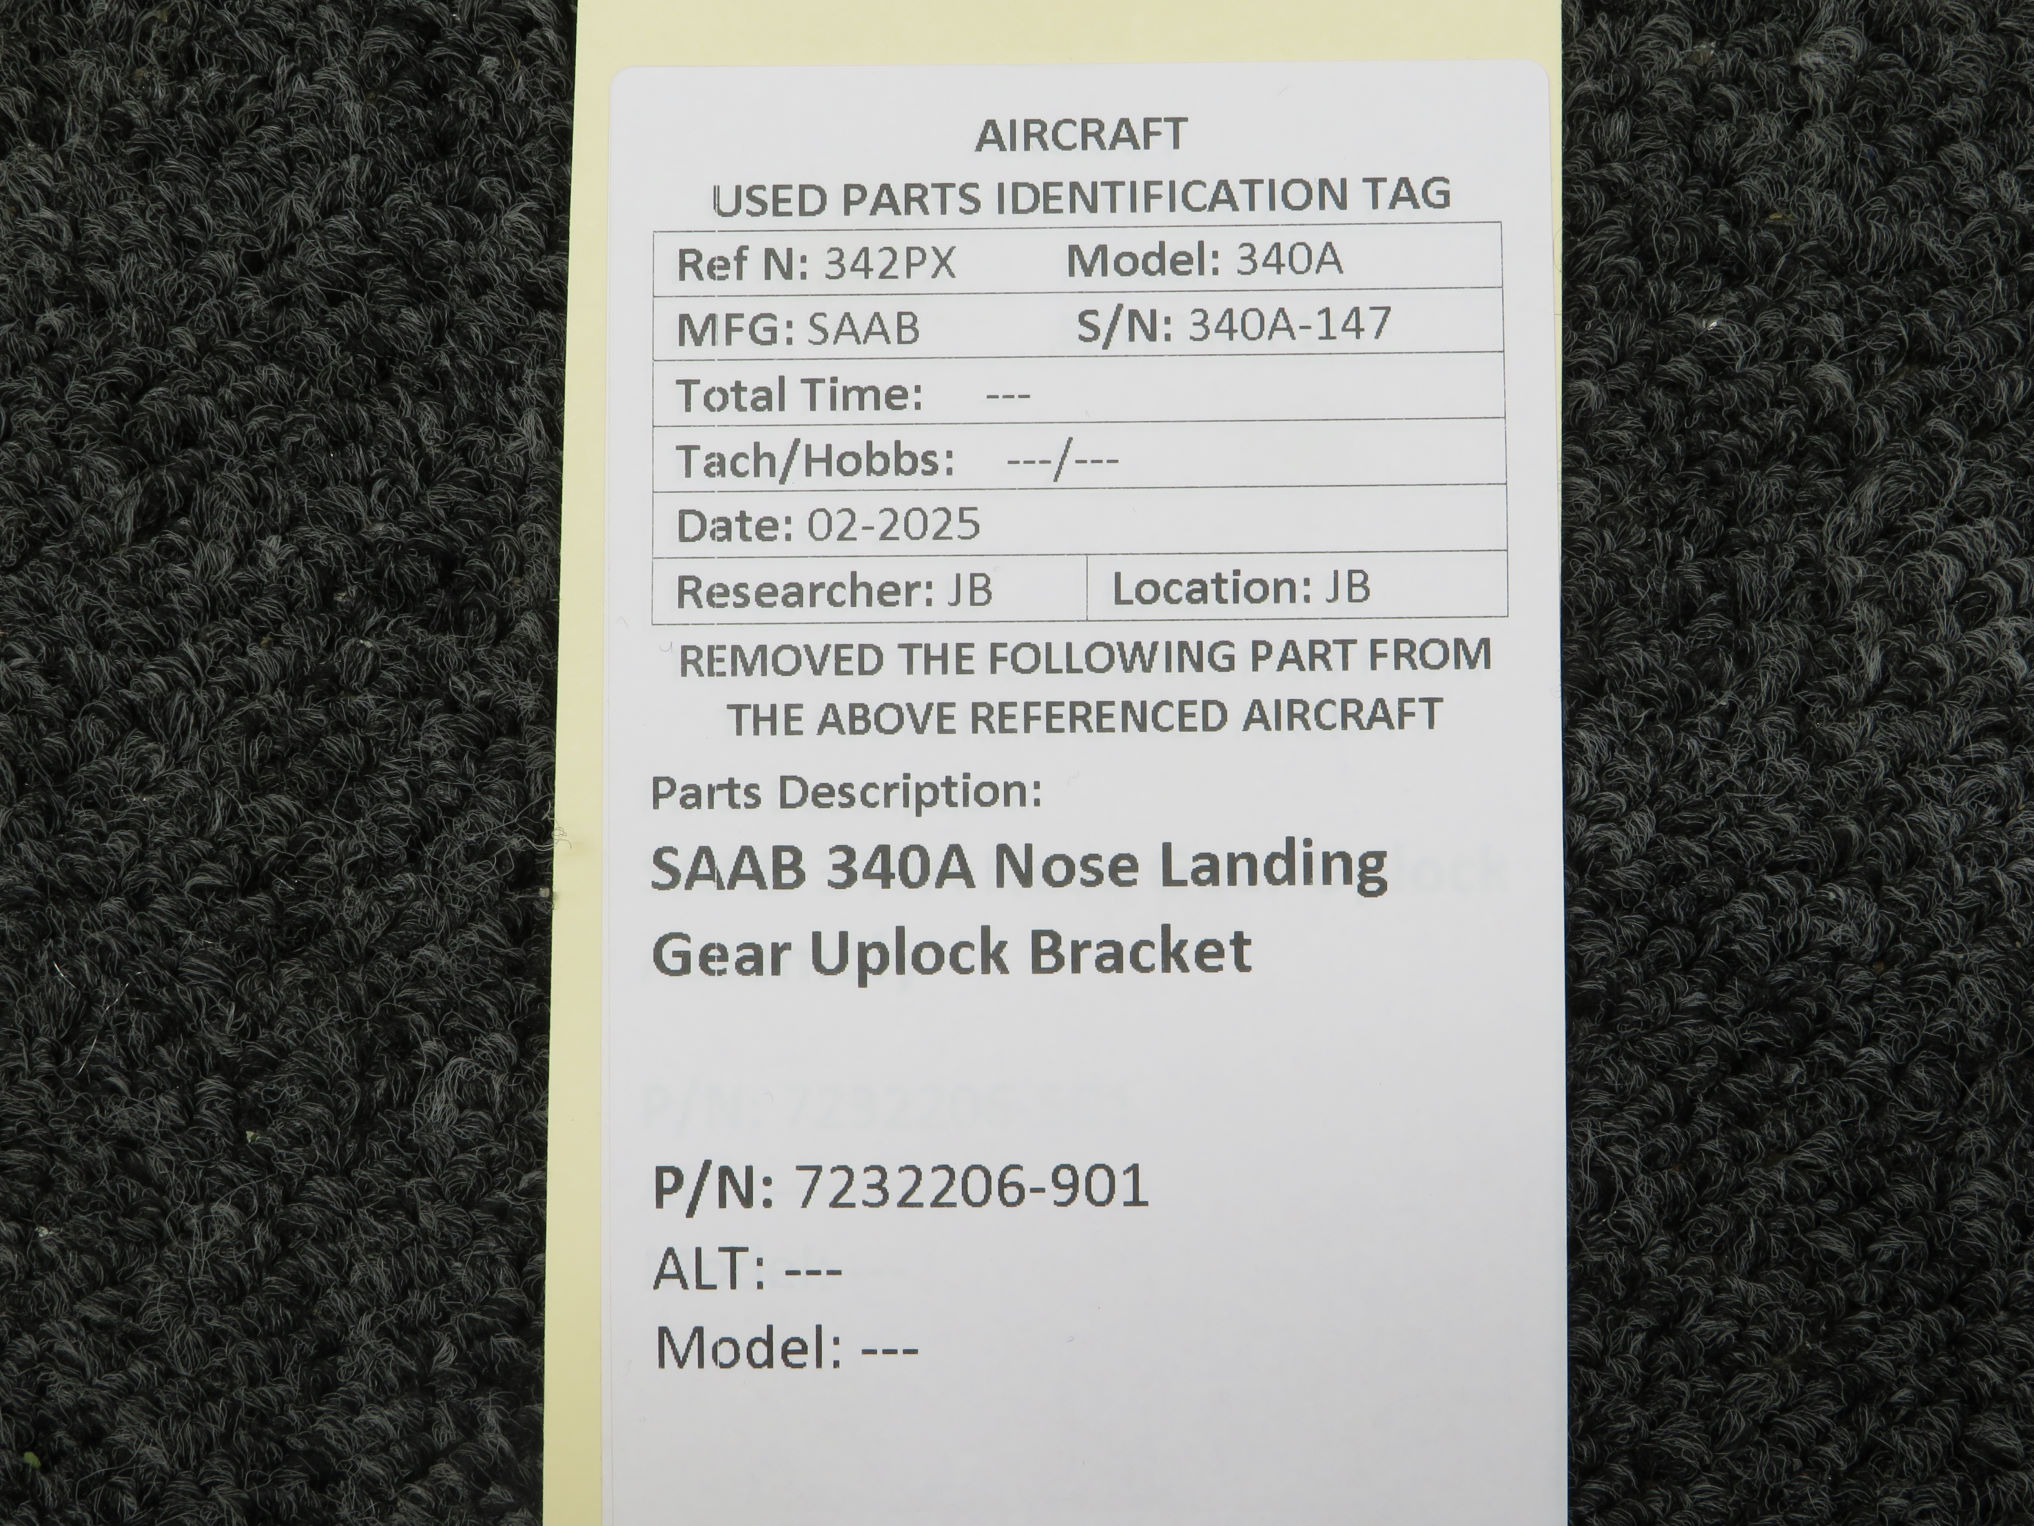 AIRCRAFT
USED PARTS IDENTIFICATION TAG
Ref N: 342PX Model: 340A
MFG: SAAB S/N: 340A-147
Total Time: ---
Tach/Hobbs: ---/---
Date: 02-2025
Researcher: JB Location: JB
REMOVED THE FOLLOWING PART FROM
THE ABOVE REFERENCED AIRCRAFT
Parts Description:
SAAB 340A Nose Landing
Gear Uplock Bracket
P/N: 7232206-901
ALT: ---
Model: ---